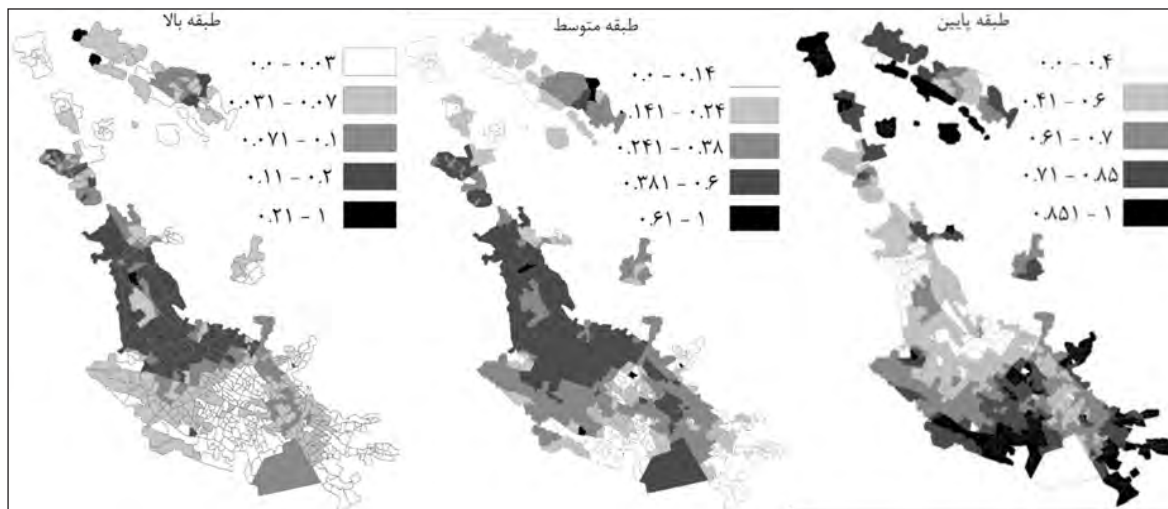 طبقه بالا
۰.۰ - ۰.۰۳
۰.۰۳۱ - ۰.۰۷
۰.۰۷۱ - ۰.۱
۰.۱۱ - ۰.۲
۰.۲۱ - ۱
طبقه متوسط
۰.۰ - ۰.۱۴
۰.۱۴۱ - ۰.۲۴
۰.۲۴۱ - ۰.۳۸
۰.۳۸۱ - ۰.۶
۰.۶۱ - ۱
طبقه پایین
۰.۰ - ۰.۴
۰.۴۱ - ۰.۶
۰.۶۱ - ۰.۷
۰.۷۱ - ۰.۸۵
۰.۸۵۱ - ۱